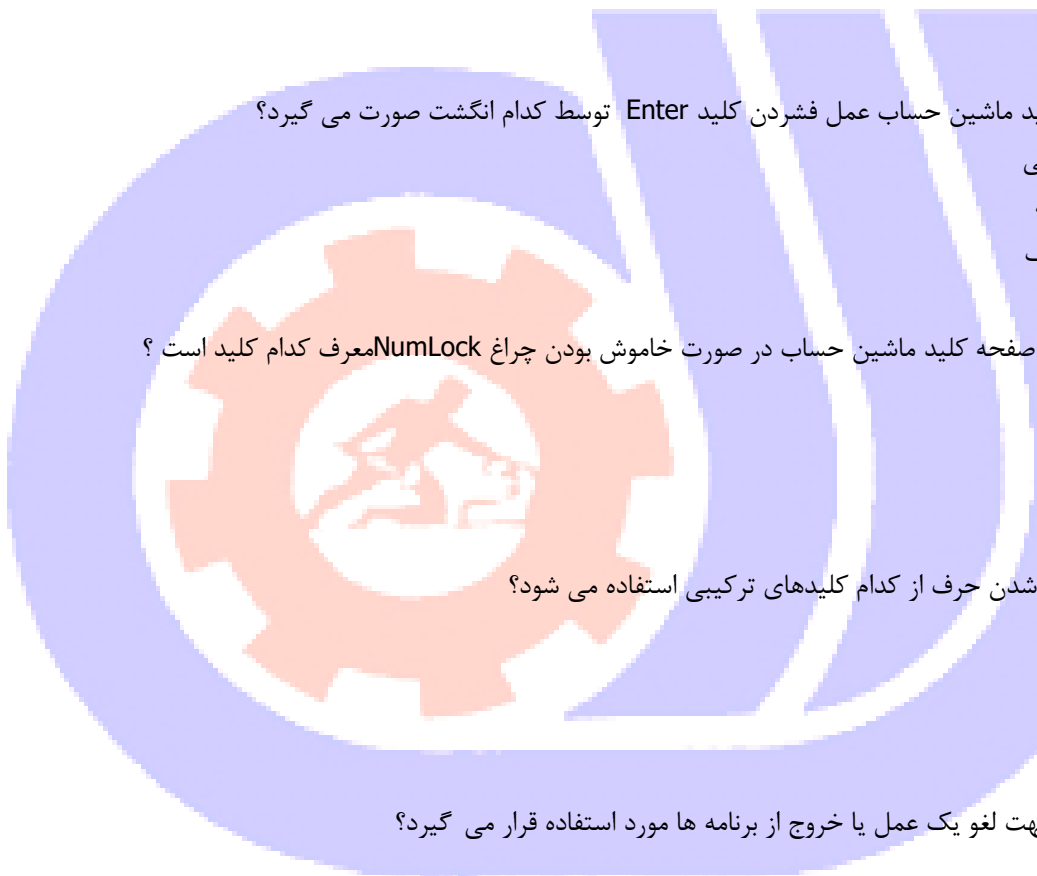 ید ماشین حساب عمل فشردن کلید Enter توسط کدام انگشت صورت می گیرد؟
ی
صفحه کلید ماشین حساب در صورت خاموش بودن چراغ NumLockمعرف کدام کلید است ؟
شدن حرف از کدام کلیدهای ترکیبی استفاده می شود؟
هت لغو یک عمل یا خروج از برنامه ها مورد استفاده قرار می گیرد؟